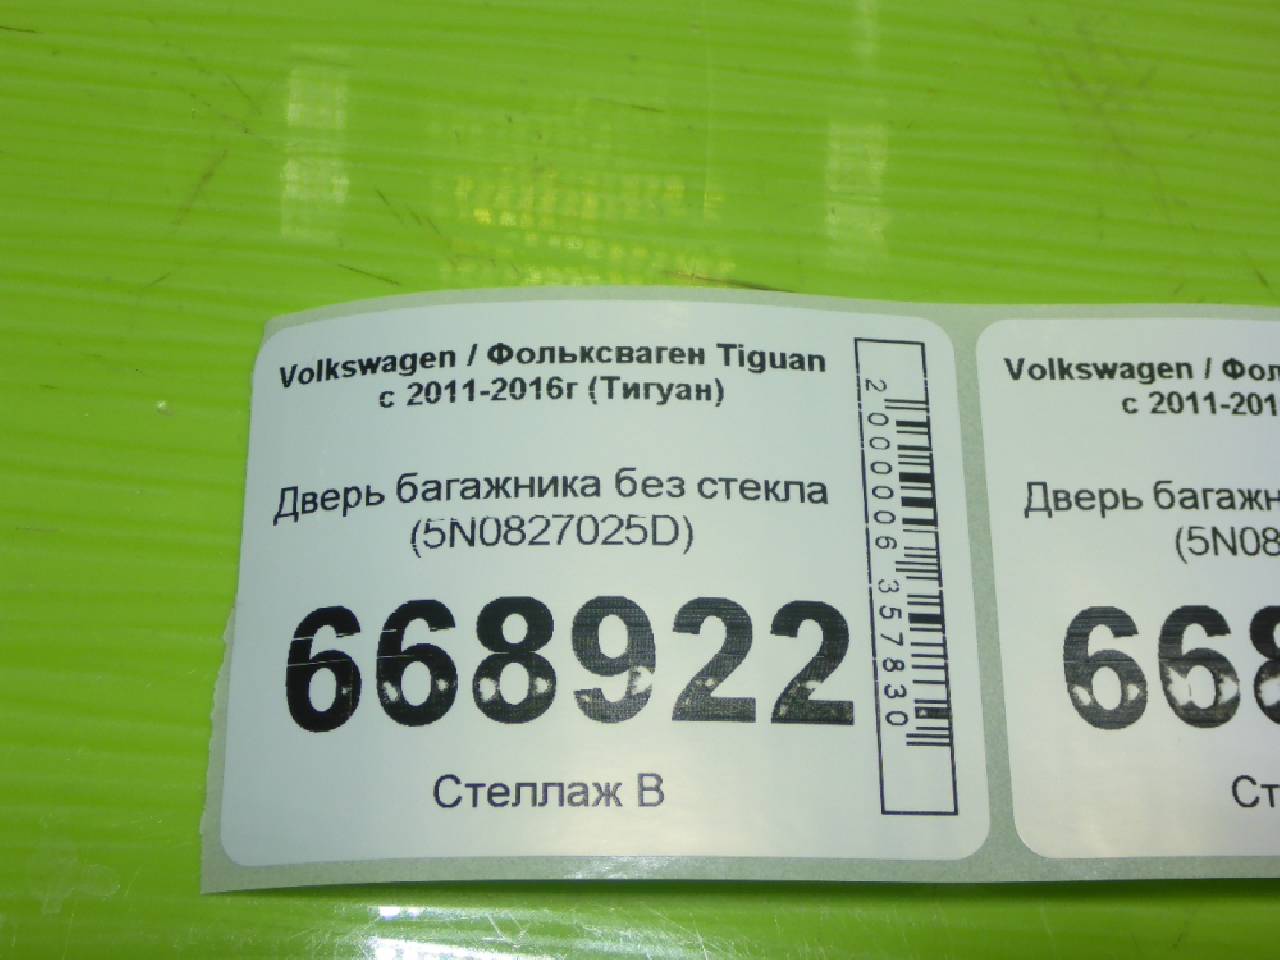 Volkswagen / Фольксваген Tiguan
с 2011-2016г (Тигуан)
Дверь багажника без стекла
(5N0827025D)
668922
Стеллаж В
2000006357830
Volkswagen / Фол
с 2011-201
Дверь багажн
(5N08
668
Ст